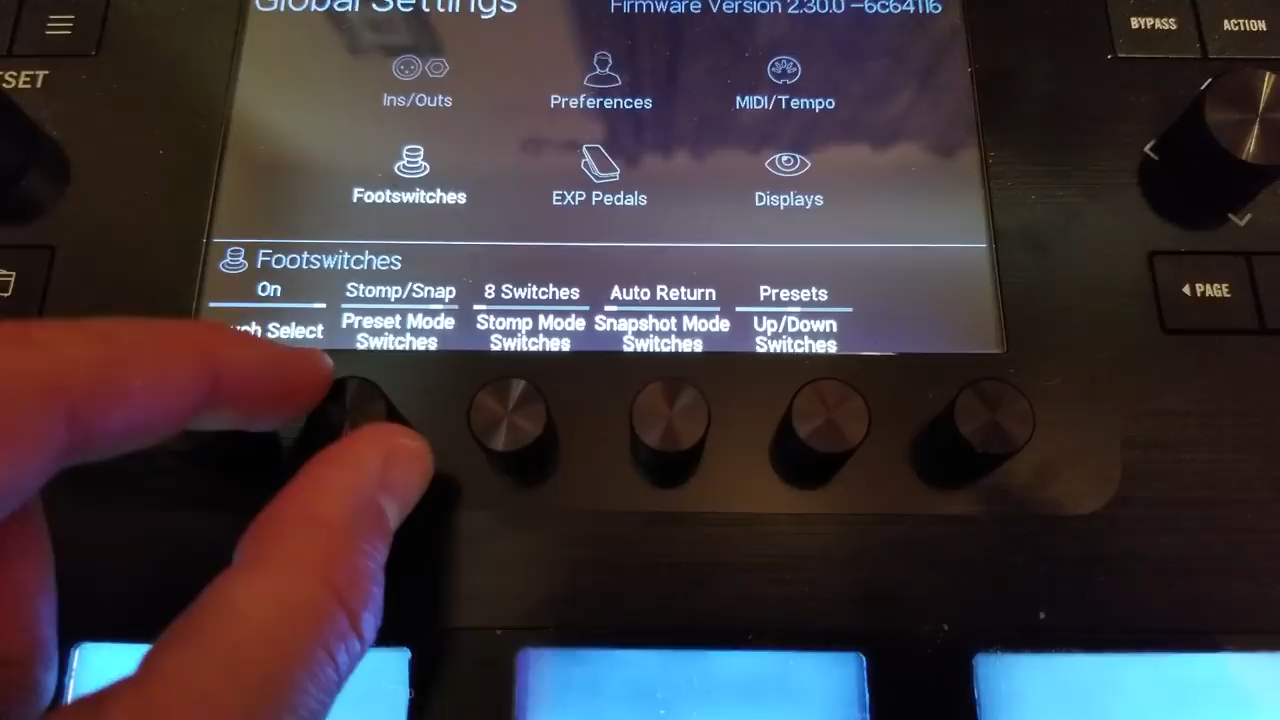 Global Settings
Firmware Version 2.30.0 -6c64116
BYPASS
ACTION
SET
Ins/Outs
Preferences
MIDI/Tempo
Footswitches
EXP Pedals
Displays
Footswitches
On
Stomp/Snap
8 Switches
Auto Return
Presets
PAGE
uch Select
Preset Mode
Switches
Stomp Mode
Switches
Snapshot Mode
Switches
Up/Down
Switches